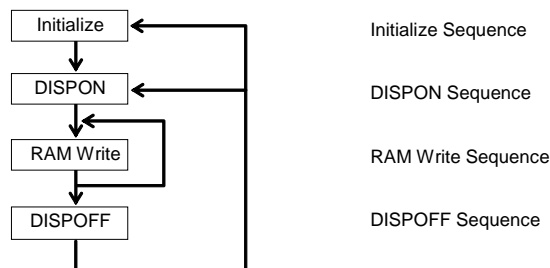 Initialize Initialize Sequence
DISPON DISPON Sequence
RAM Write RAM Write Sequence
DISPOFF DISPOFF Sequence